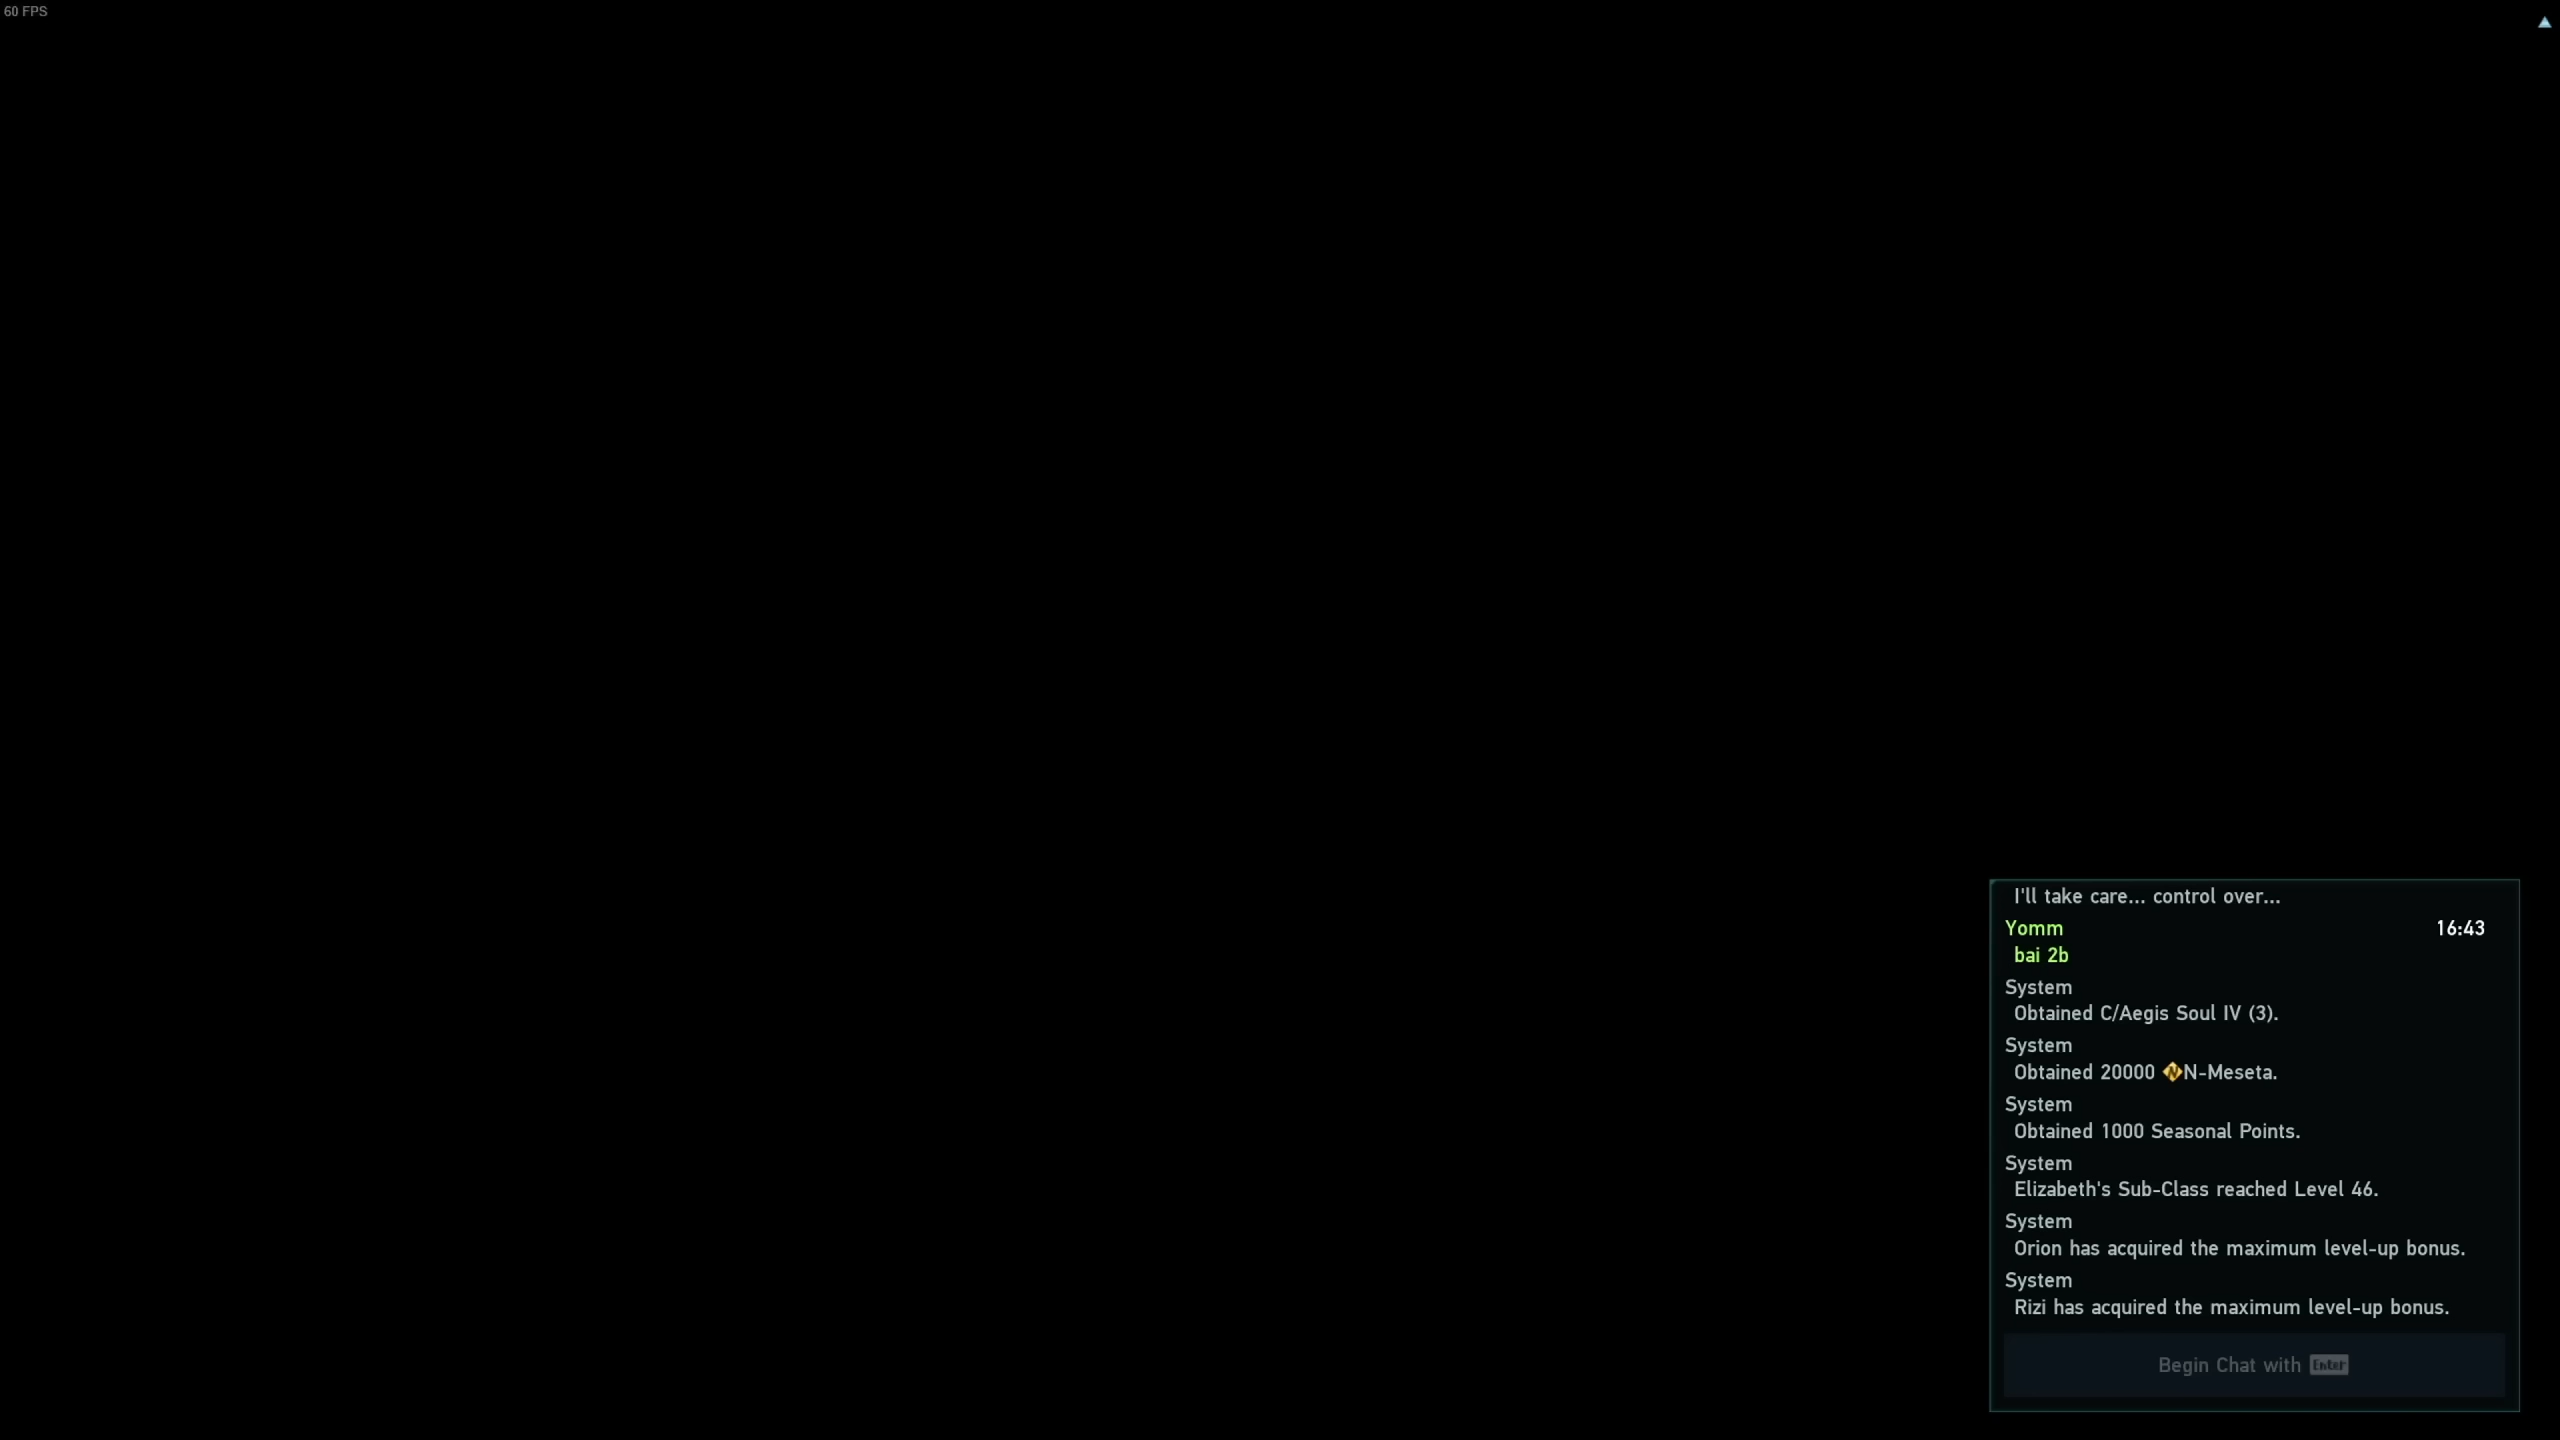 60 FPS
I'll take care... control over...
Yomm 16:43
bai 2b
System
Obtained C/Aegis Soul IV (3).
System
Obtained 20000 N-Meseta.
System
Obtained 1000 Seasonal Points.
System
Elizabeth's Sub-Class reached Level 46.
System
Orion has acquired the maximum level-up bonus.
System
Rizi has acquired the maximum level-up bonus.
Begin Chat with Enter